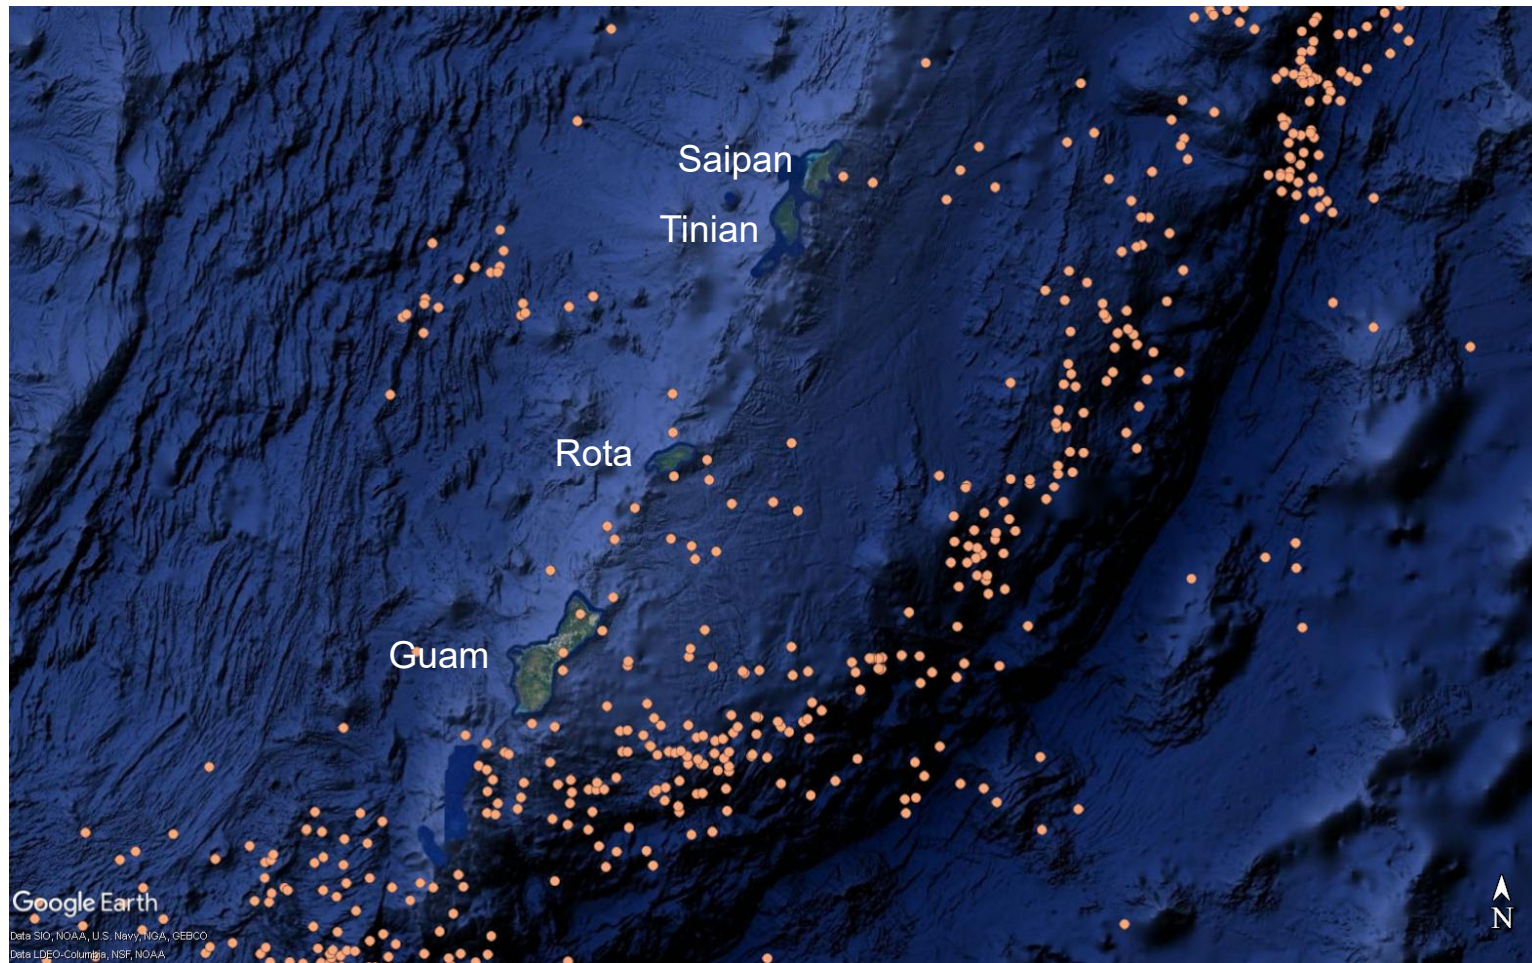 Saipan
Tinian
Rota
Guam
Google Earth
Data SIO, NOAA, U.S. Navy, NGA, GEBCO
Data LDEO-Columbia, NSF, NOAA
N